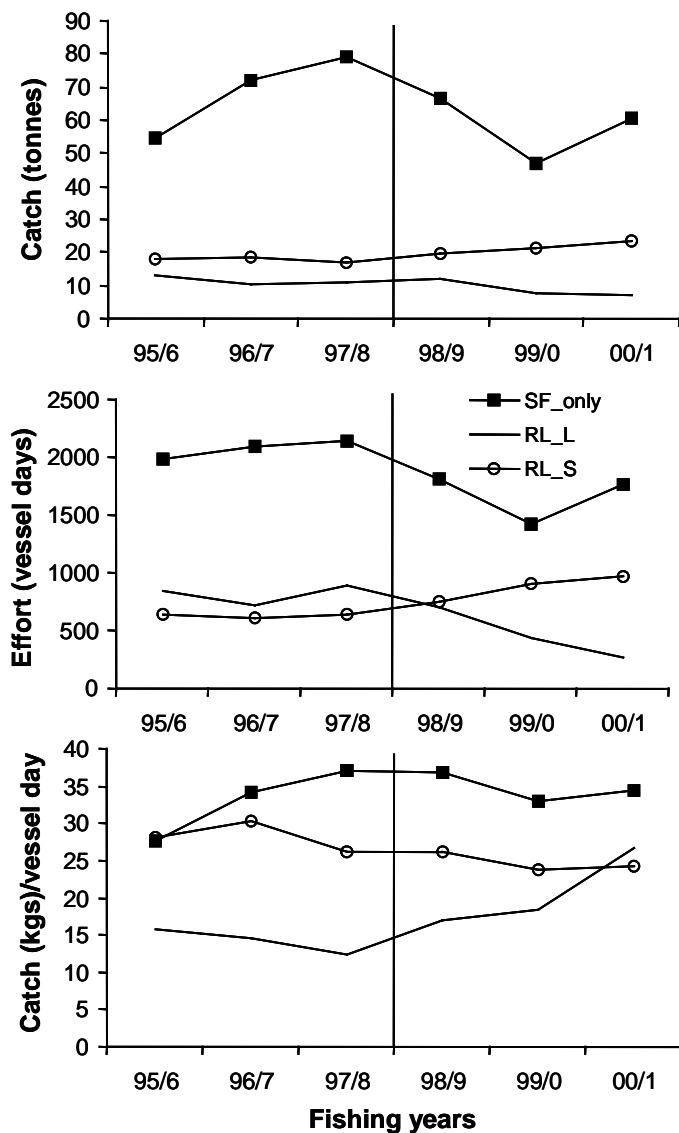 Catch (tonnes)
90
80
70
60
50
40
30
20
10
0
95/6 96/7 97/8 98/9 99/0 00/1
Effort (vessel days)
2500
2000
1500
1000
500
0
SF_only
RL_L
RL_S
95/6 96/7 97/8 98/9 99/0 00/1
Catch (kgs)/vessel day
40
35
30
25
20
15
10
5
0
95/6 96/7 97/8 98/9 99/0 00/1
Fishing years